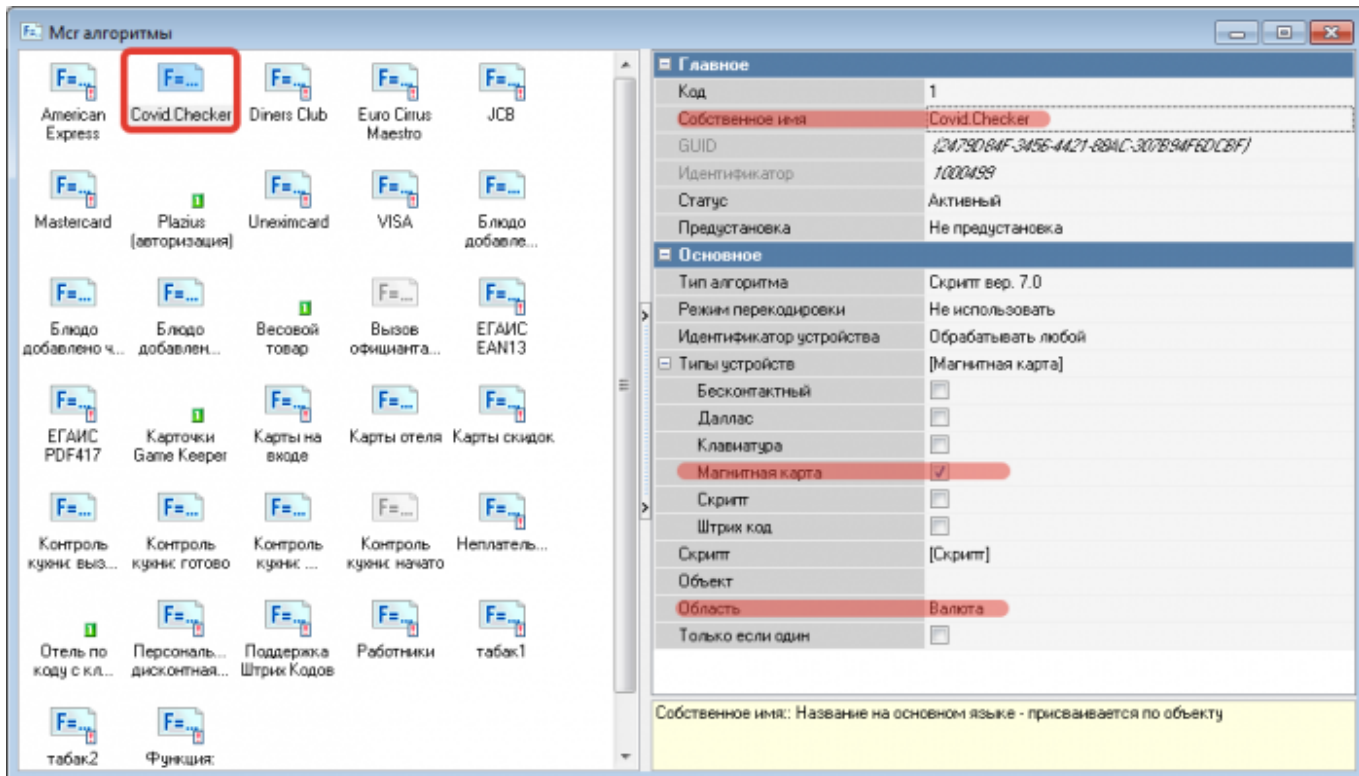 Mcr алгоритмы
American Express
Covid.Checker
Diners Club
Euro Cirrus Maestro
JCB
Mastercard
Plazius (авторизация)
Uneximcard
VISA
Блюдо добавле...
Блюдо добавлено ч...
Блюдо добавлен...
Весовой товар
Вызов официанта...
ЕГАИС EAN13
ЕГАИС PDF417
Карточки Game Keeper
Карты на входе
Карты отеля
Карты скидок
Контроль кухни: выз...
Контроль кухни: готово
Контроль кухни: ...
Контроль кухни: начато
Неплатель...
Отель по коду с кл...
Персональ... дисконтная...
Поддержка Штрих Кодов
Работники
табак1
табак2
Функция:
Главное
Код 1
Собственное имя Covid.Checker
GUID {2479D84F-3456-4421-88AC-307B94F6DCBF}
Идентификатор 1000499
Статус Активный
Предустановка Не предустановка
Основное
Тип алгоритма Скрипт вер. 7.0
Режим перекодировки Не использовать
Идентификатор устройства Обрабатывать любой
Типы устройств [Магнитная карта]
Бесконтактный
Даллас
Клавиатура
Магнитная карта
Скрипт
Штрих код
Скрипт [Скрипт]
Объект
Область Валюта
Только если один
Собственное имя:: Название на основном языке - присваивается по объекту